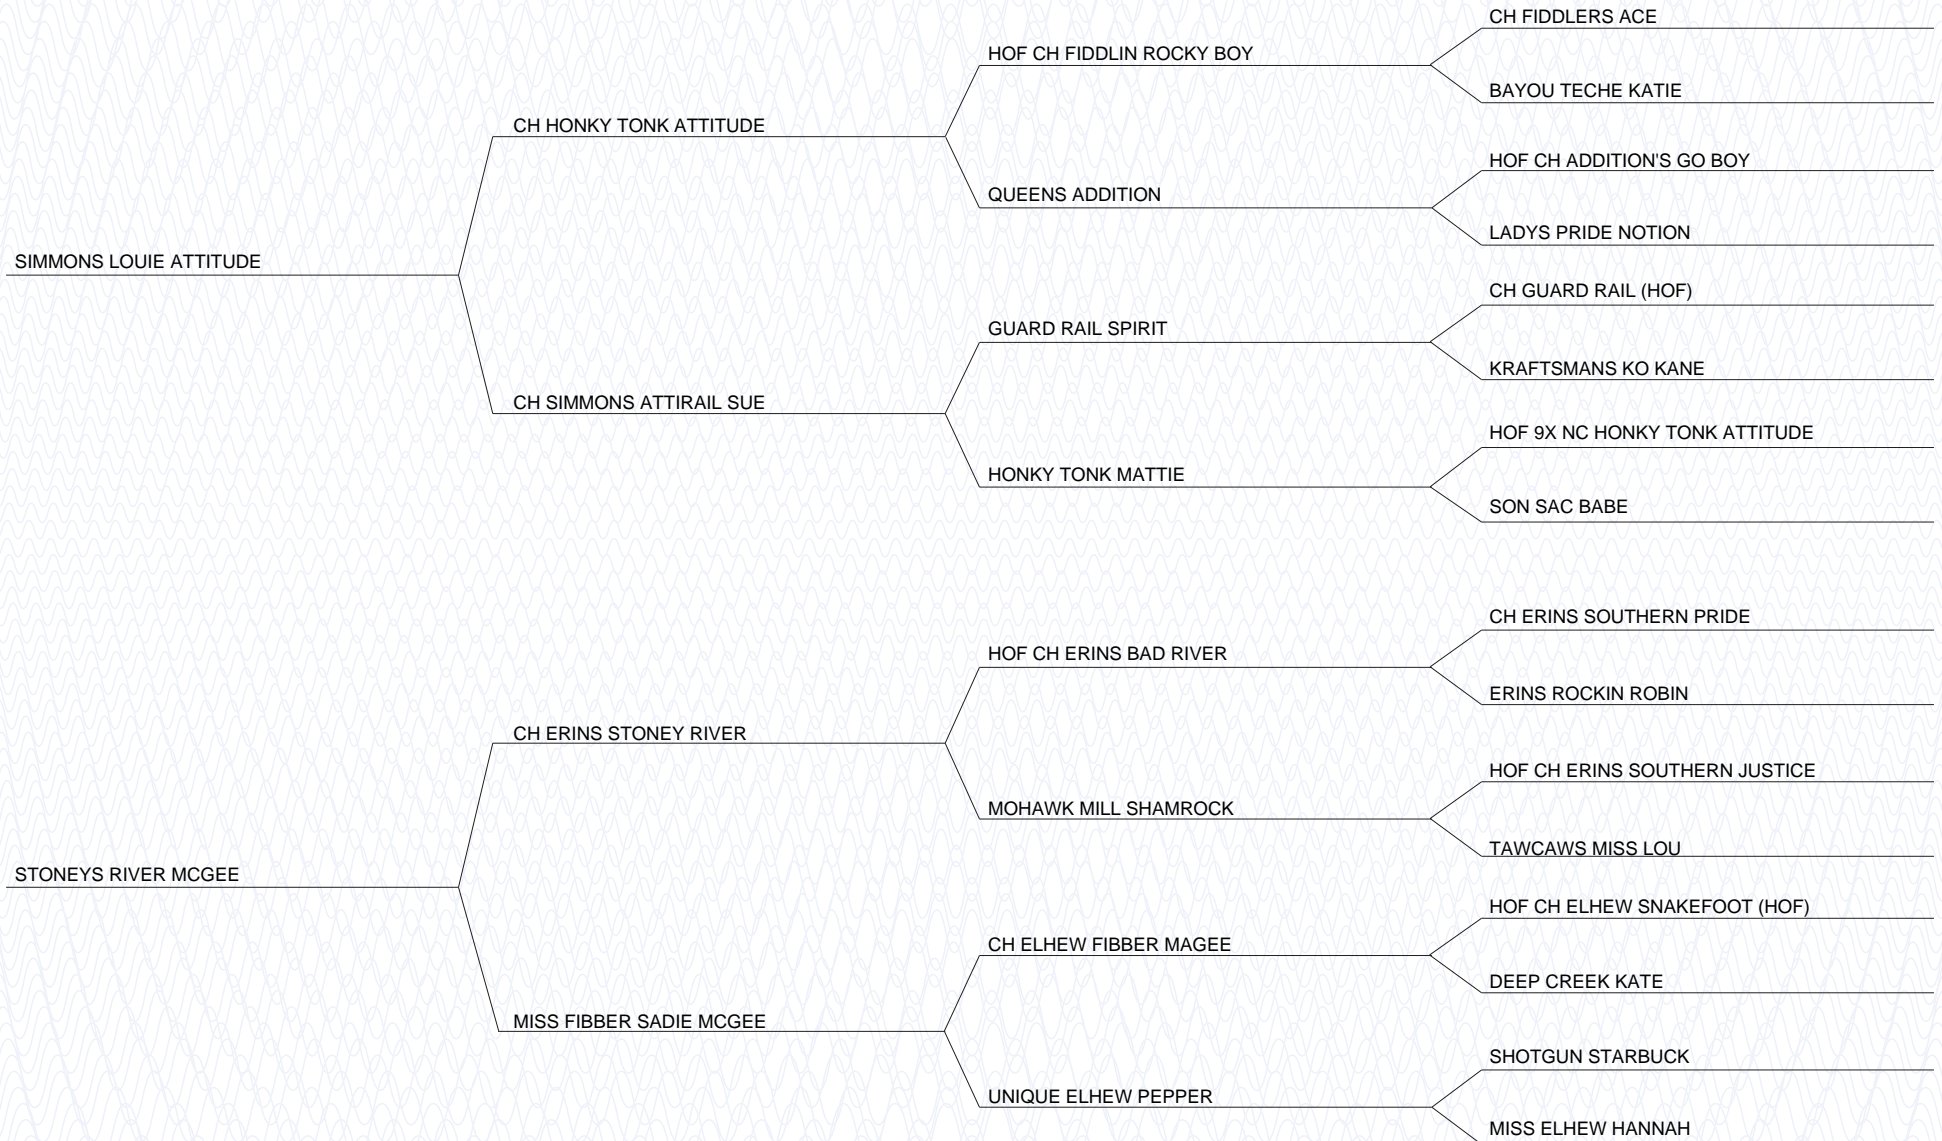 CH FIDDLERS ACE
HOF CH FIDDLIN ROCKY BOY
BAYOU TECHE KATIE
CH HONKY TONK ATTITUDE
HOF CH ADDITION'S GO BOY
QUEENS ADDITION
LADYS PRIDE NOTION
SIMMONS LOUIE ATTITUDE
CH GUARD RAIL (HOF)
GUARD RAIL SPIRIT
KRAFTSMANS KO KANE
CH SIMMONS ATTIRAIL SUE
HOF 9X NC HONKY TONK ATTITUDE
HONKY TONK MATTIE
SON SAC BABE
CH ERINS SOUTHERN PRIDE
HOF CH ERINS BAD RIVER
ERINS ROCKIN ROBIN
CH ERINS STONEY RIVER
HOF CH ERINS SOUTHERN JUSTICE
MOHAWK MILL SHAMROCK
TAWCAWS MISS LOU
STONEYS RIVER MCGEE
HOF CH ELHEW SNAKEFOOT (HOF)
CH ELHEW FIBBER MAGEE
DEEP CREEK KATE
MISS FIBBER SADIE MCGEE
SHOTGUN STARBUCK
UNIQUE ELHEW PEPPER
MISS ELHEW HANNAH